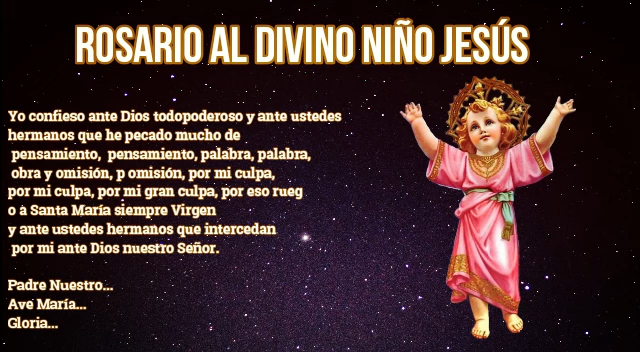 ROSARIO AL DIVINO NIÑO JESÚS
Yo confieso ante Dios todopoderoso y ante ustedes
hermanos que he pecado mucho de
pensamiento, pensamiento, palabra, palabra,
obra y omisión, p omisión, por mi culpa,
por mi culpa, por mi gran culpa, por eso rueg
o a Santa María siempre Virgen
y ante ustedes hermanos que intercedan
por mi ante Dios nuestro Señor.
Padre Nuestro...
Ave María...
Gloria...